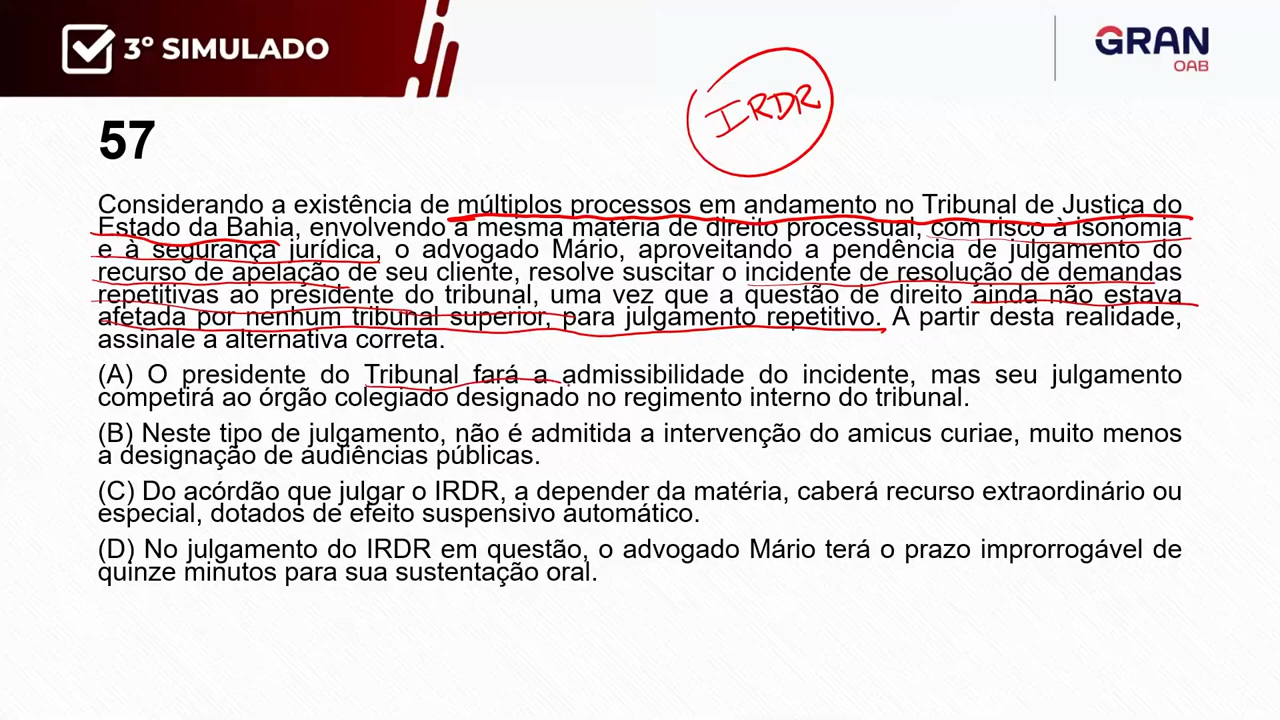 3º SIMULADO
GRAN
OAB
IRDR
57
Considerando a existência de múltiplos processos em andamento no Tribunal de Justiça do
Estado da Bahia, envolvendo a mesma matéria de direito processual, com risco à isonomia
e à segurança jurídica, o advogado Mário, aproveitando a pendência de julgamento do
recurso de apelação de seu cliente, resolve suscitar o incidente de resolução de demandas
repetitivas ao presidente do tribunal, uma vez que a questão de direito ainda não estava
afetada por nenhum tribunal superior, para julgamento repetitivo. A partir desta realidade,
assinale a alternativa correta.
(A) O presidente do Tribunal fará a admissibilidade do incidente, mas seu julgamento
competirá ao órgão colegiado designado no regimento interno do tribunal.
(B) Neste tipo de julgamento, não é admitida a intervenção do amicus curiae, muito menos
a designação de audiências públicas.
(C) Do acórdão que julgar o IRDR, a depender da matéria, caberá recurso extraordinário ou
especial, dotados de efeito suspensivo automático.
(D) No julgamento do IRDR em questão, o advogado Mário terá o prazo improrrogável de
quinze minutos para sua sustentação oral.